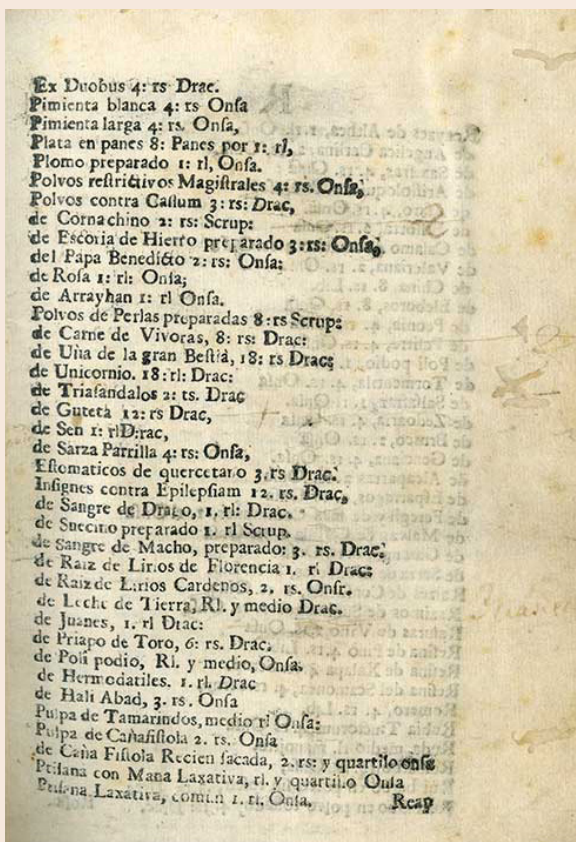 Ex Duobus 4: rs Drac.
Pimienta blanca 4: rs Onſa
Pimienta larga 4: rs. Onſa,
Plata en panes 8: Panes por 1: rl,
Plomo preparado 1: rl, Onſa.
Polvos reſtrictivos Magiſtrales 4: rs. Onſa,
Polvos contra Caſum 3: rs: Drac,
de Cornachino 2: rs: Scrup:
de Eſcoria de Hierro preparado 3: rs: Onſa,
del Papa Benedicto 2: rs: Onſa:
de Roſa 1: rl: Onſa;
de Arrayhan 1: rl Onſa.
Polvos de Perlas preparadas 8: rs Scrup:
de Carne de Vivoras, 8: rs: Drac:
de Uña de la gran Beſtia, 18: rs Drac:
de Unicornio. 18: rl: Drac:
de Triaſandalos 2: rs. Drac
de Guteta 12: rs Drac,
de Sen 1: rlD:rac,
de Sarza Parrilla 4: rs: Onſa,
Eſtomaticos de quercetano 3. rs Drac.
Inſignes contra Epilepſiam 12. rs. Drac,
de Sangre de Drago, 1. rl: Drac.
de Succino preparado 1. rl Scrup.
de Sangre de Macho, preparado: 3. rs. Drac:
de Raiz de Lirios de Florencia 1. rl Drac:
de Raiz de Lirios Cardenos, 2. rs. Onſr.
de Leche de Tierra, Rl. y medio Drac.
de Juanes, 1. rl Drac:
de Priapo de Toro, 6: rs. Drac.
de Poli podio, Rl. y medio, Onſa.
de Hermodatiles. 1. rl. Drac
de Hali Abad, 3. rs. Onſa
Pulpa de Tamarindos, medio rl Onſa:
Pulpa de Cañafiſtola 2. rs. Onſa
de Caña Fiſtola Recien ſacada, 2. rs: y quartilo onſa
Ptiſana con Mana Laxativa, rl. y quartilio Onſa
Ptiſana Laxativa, comun 1. rl. Onſa.
Reap